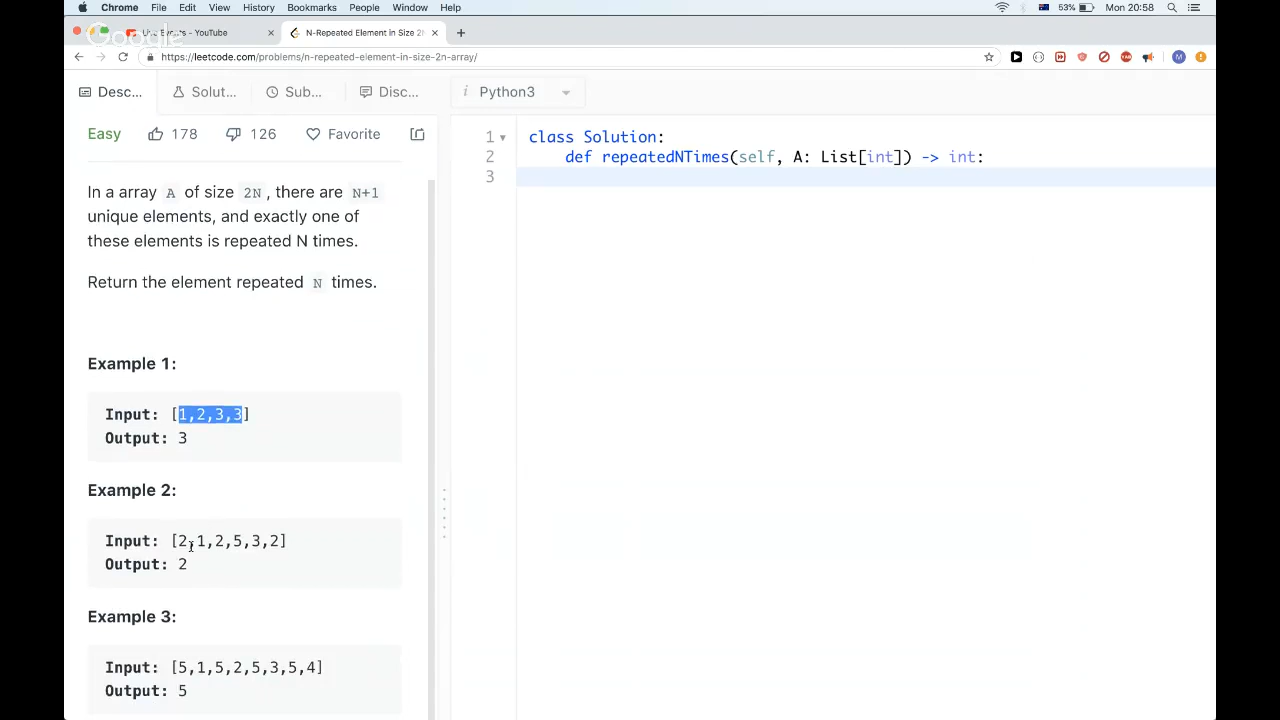 Chrome File Edit View History Bookmarks People Window Help 53% Mon 20:58
Google
Live Events - YouTube × N-Repeated Element in Size 2N × +
https://leetcode.com/problems/n-repeated-element-in-size-2n-array/
Desc... Solut... Sub... Disc... i Python3
Easy 178 126 Favorite
In a array A of size 2N, there are N+1
unique elements, and exactly one of
these elements is repeated N times.
Return the element repeated N times.
Example 1:
Input: [1,2,3,3]
Output: 3
Example 2:
Input: [2,1,2,5,3,2]
Output: 2
Example 3:
Input: [5,1,5,2,5,3,5,4]
Output: 5
1 class Solution:
2 def repeatedNTimes(self, A: List[int]) -> int:
3